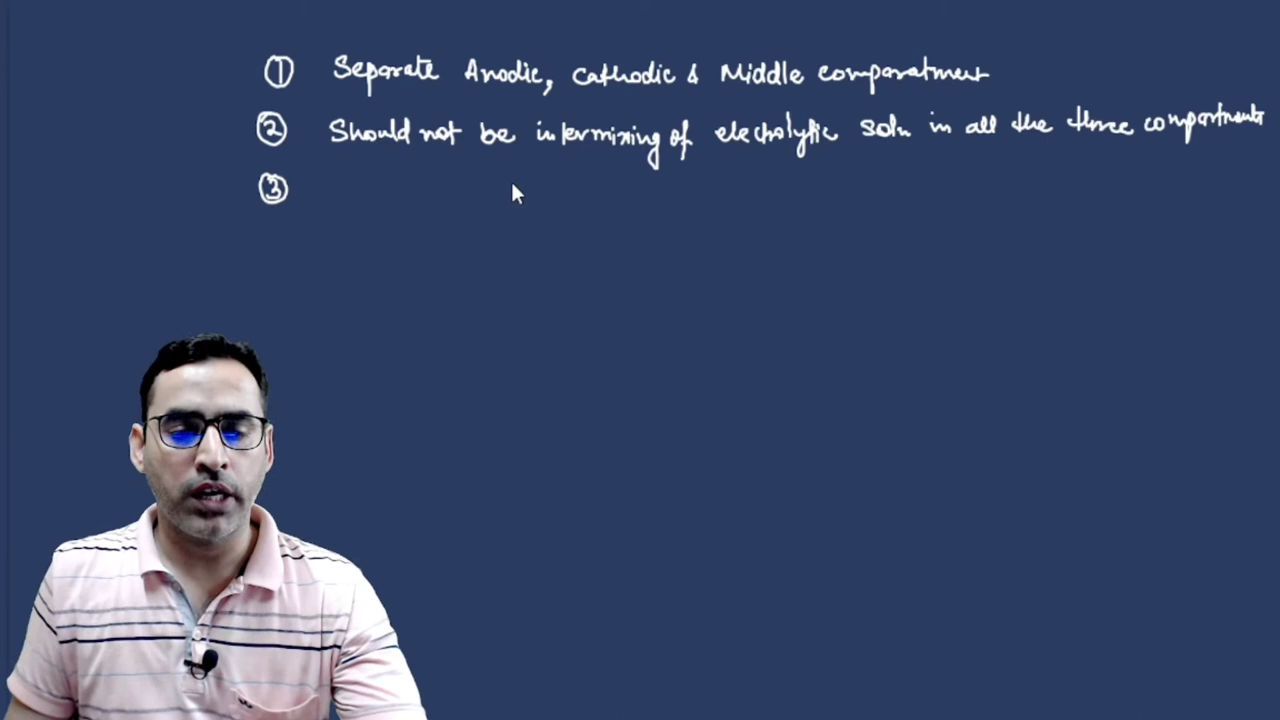 ① Separate Anodic, Cathodic & Middle comparatment
② Should not be intermixing of electrolytic soln in all the three compartments
③